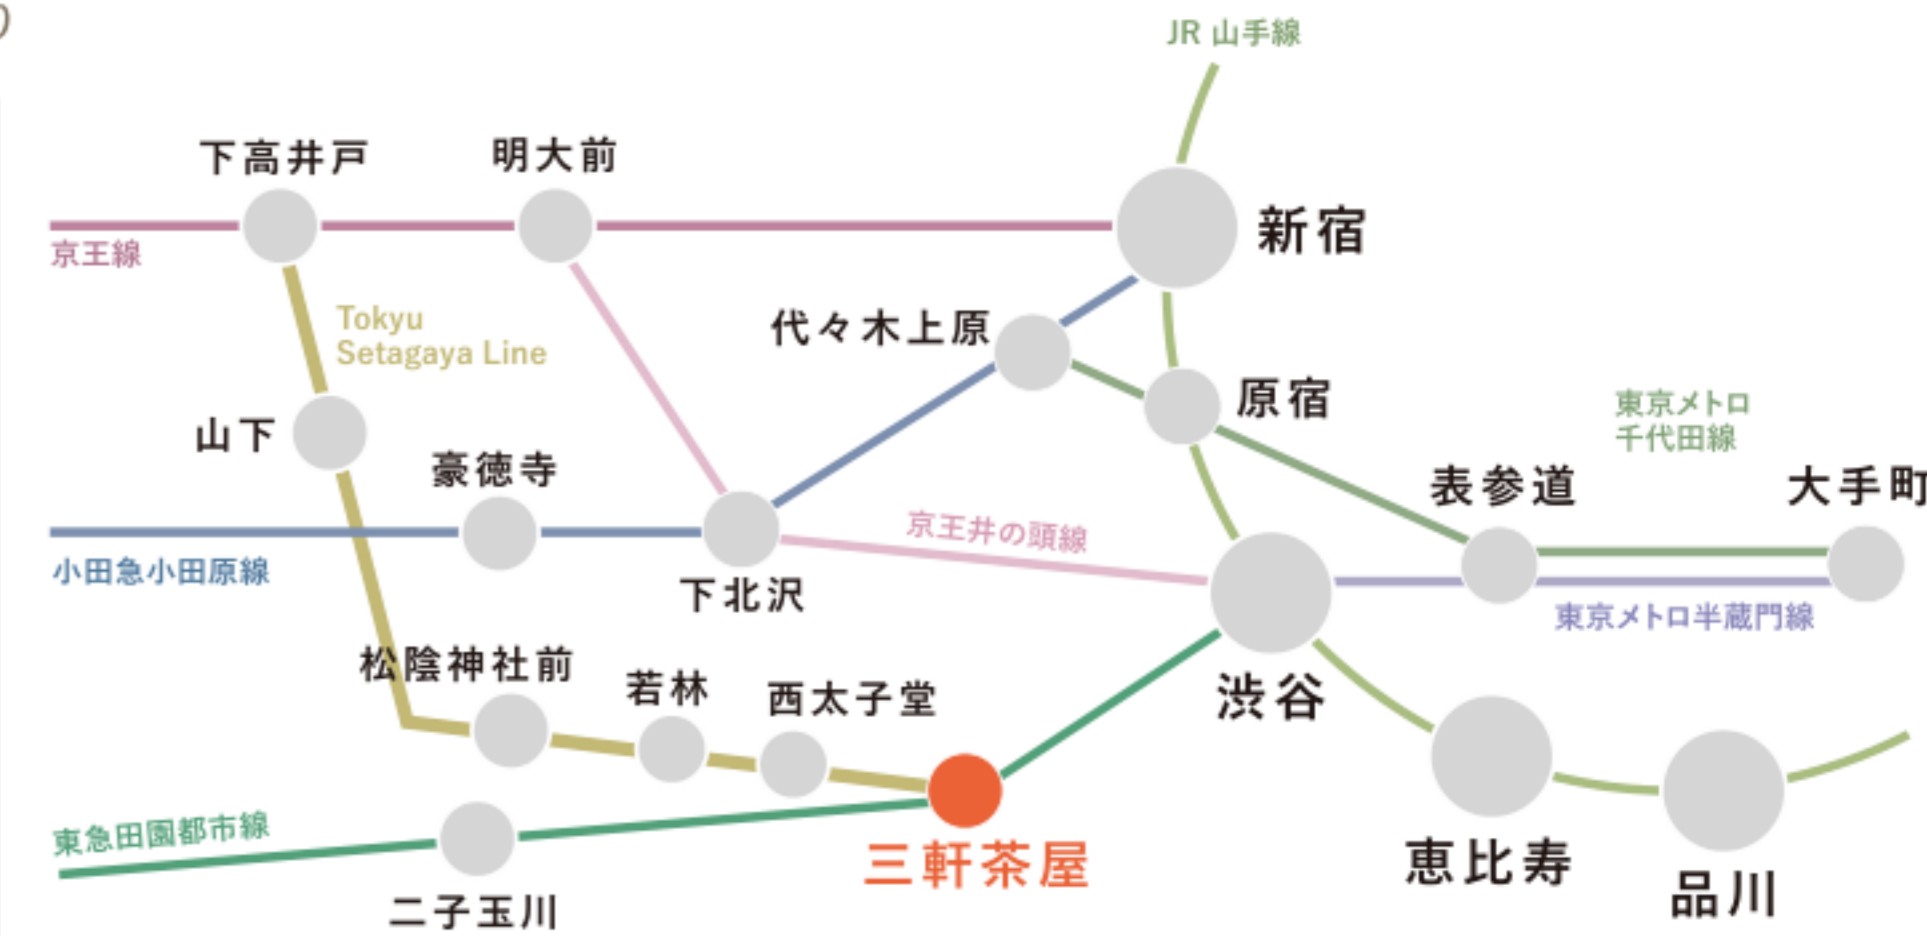 JR 山手線
下高井戸
明大前
新宿
京王線
Tokyu
Setagaya Line
代々木上原
原宿
東京メトロ
千代田線
山下
豪徳寺
表参道
大手町
京王井の頭線
小田急小田原線
下北沢
東京メトロ半蔵門線
松陰神社前
若林
西太子堂
渋谷
東急田園都市線
三軒茶屋
恵比寿
品川
二子玉川